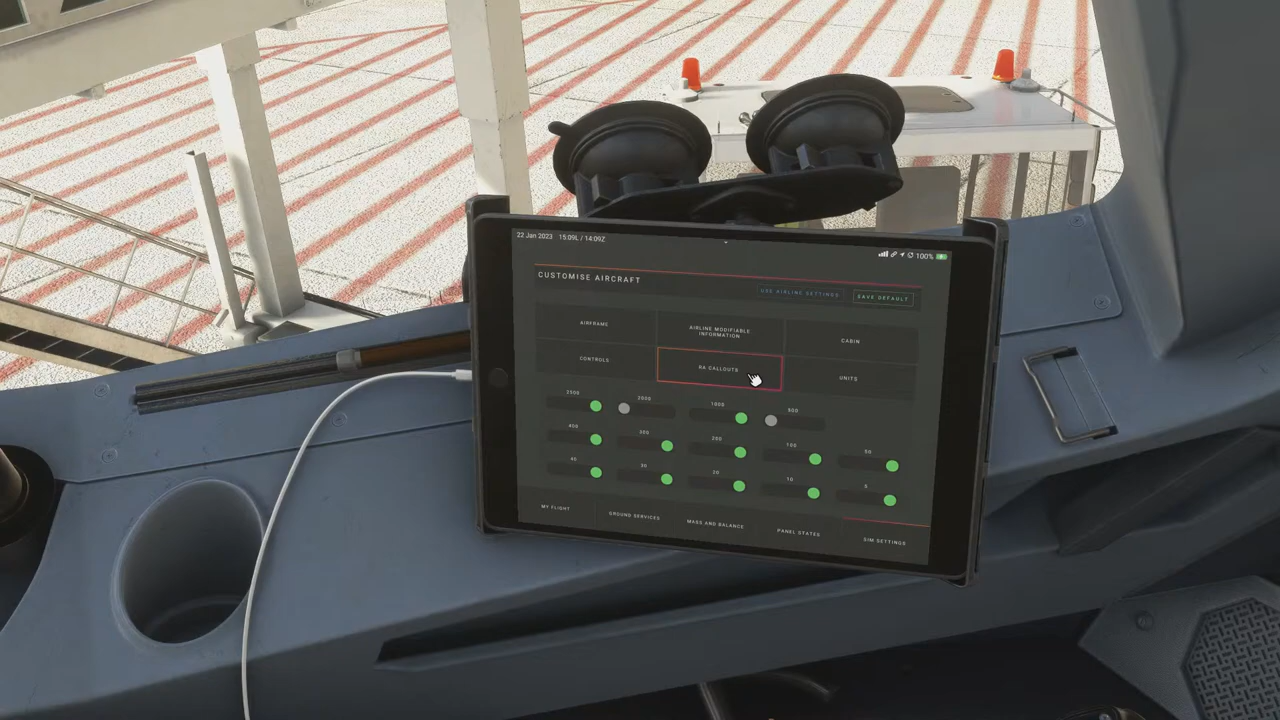 22 Jan 2023 15:09L / 14:09Z
100%
CUSTOMISE AIRCRAFT
USE AIRLINE SETTINGS
SAVE DEFAULT
AIRFRAME
AIRLINE MODIFIABLE
INFORMATION
CABIN
CONTROLS
RA CALLOUTS
UNITS
2500
1000
400
300
200
100
50
40
30
20
10
5
MY FLIGHT
GROUND SERVICES
MASS AND BALANCE
PANEL STATES
SIM SETTINGS